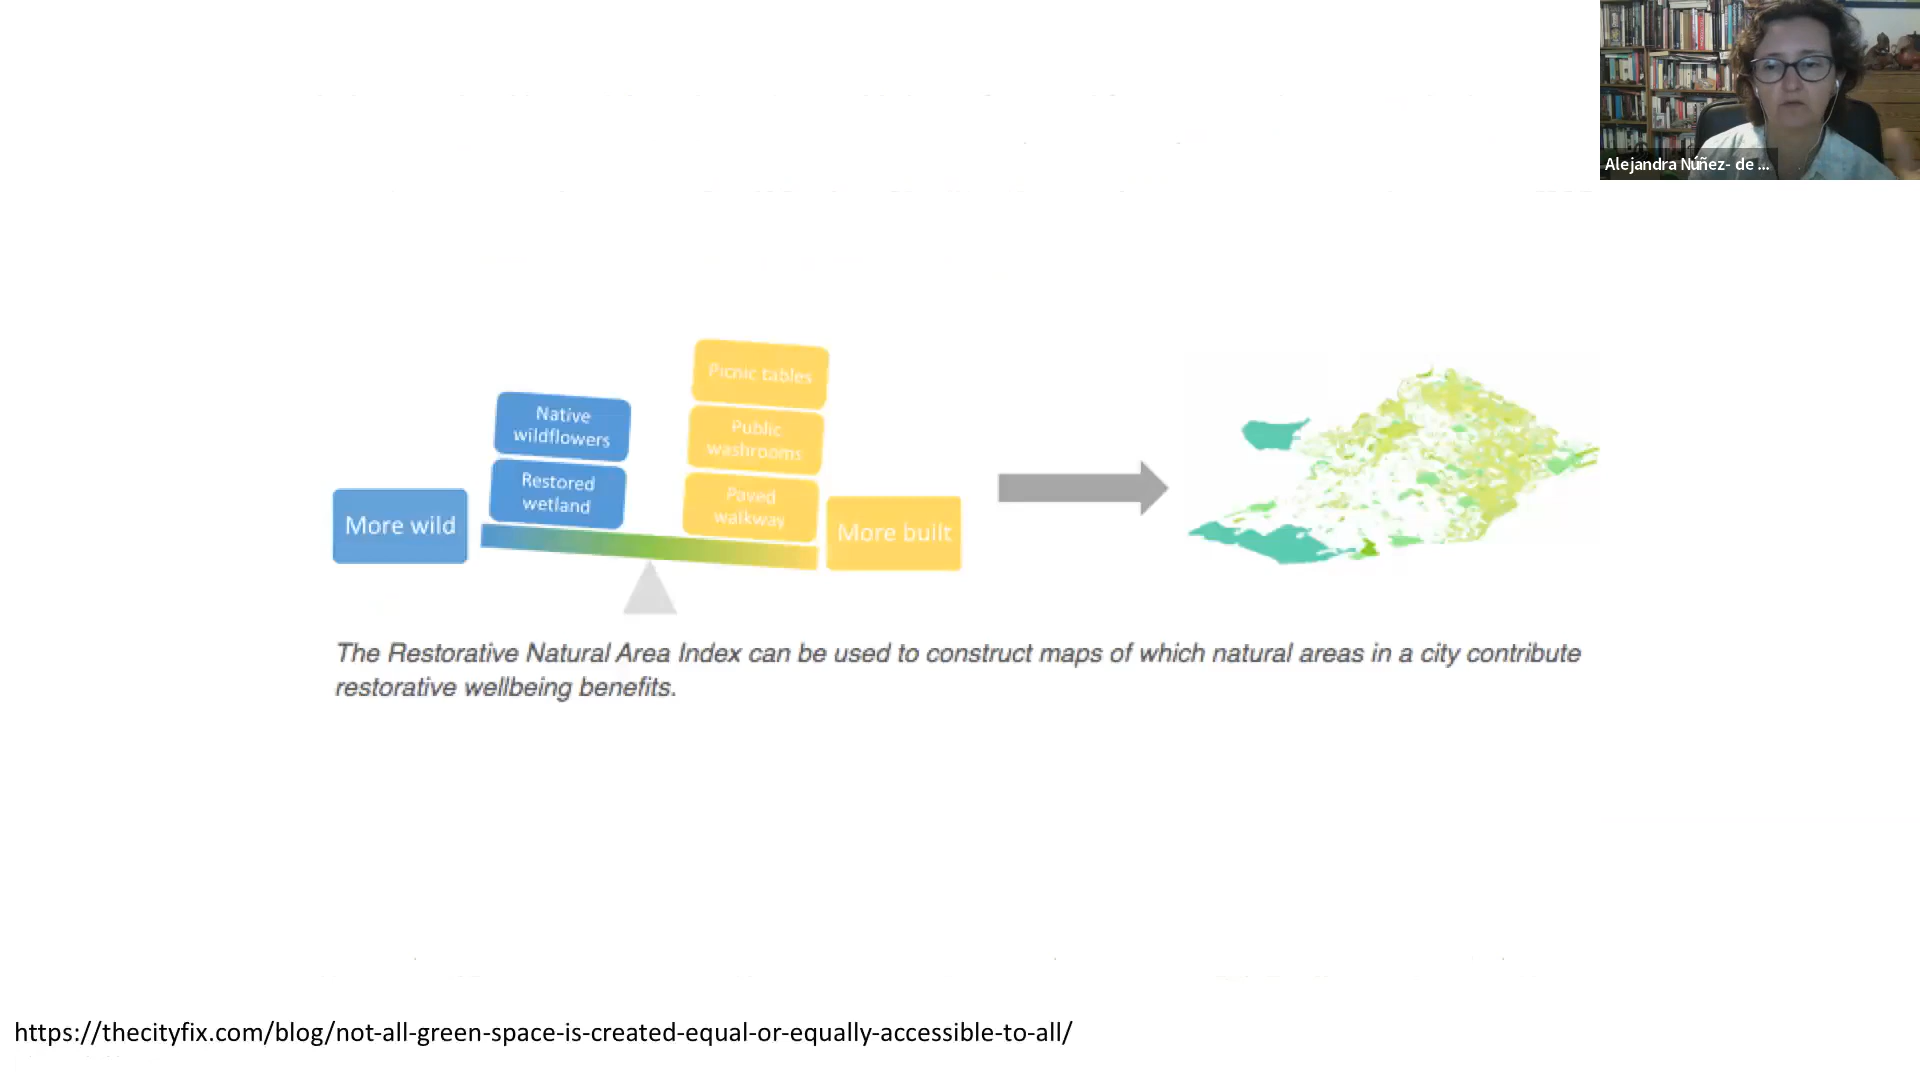 Alejandra Núñez- de ...
Picnic tables
Native
wildflowers
Public
washrooms
Restored
wetland
Paved
walkway
More wild
More built
The Restorative Natural Area Index can be used to construct maps of which natural areas in a city contribute
restorative wellbeing benefits.
https://thecityfix.com/blog/not-all-green-space-is-created-equal-or-equally-accessible-to-all/